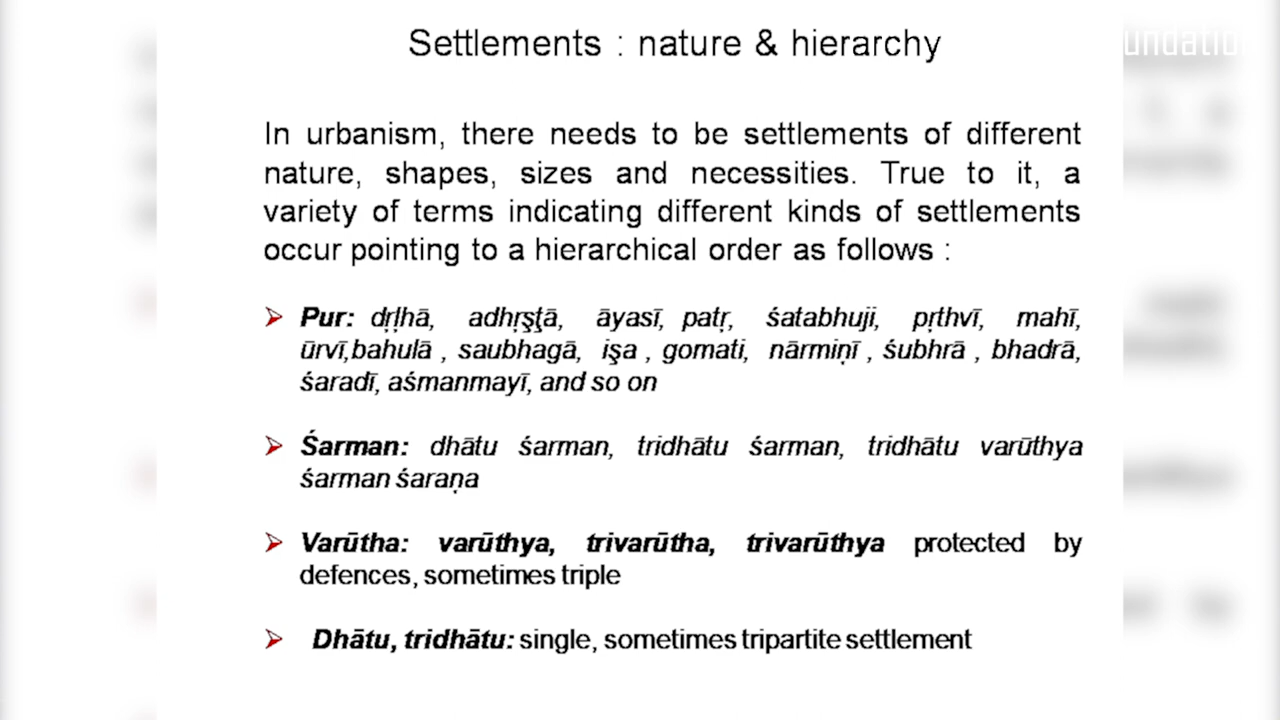 Settlements : nature & hierarchy
undatio
In urbanism, there needs to be settlements of different
nature, shapes, sizes and necessities. True to it, a
variety of terms indicating different kinds of settlements
occur pointing to a hierarchical order as follows :
➢ Pur: dṛḷhā, adhṛşţā, āyasī, patṛ, śatabhuji, pṛthvī, mahī,
ūrvī,bahulā , saubhagā, işa , gomati, nārmiṇī , śubhrā , bhadrā,
śaradī, aśmanmayī, and so on
➢ Śarman: dhātu śarman, tridhātu śarman, tridhātu varūthya
śarman śaraṇa
➢ Varūtha: varūthya, trivarūtha, trivarūthya protected by
defences, sometimes triple
➢ Dhātu, tridhātu: single, sometimes tripartite settlement